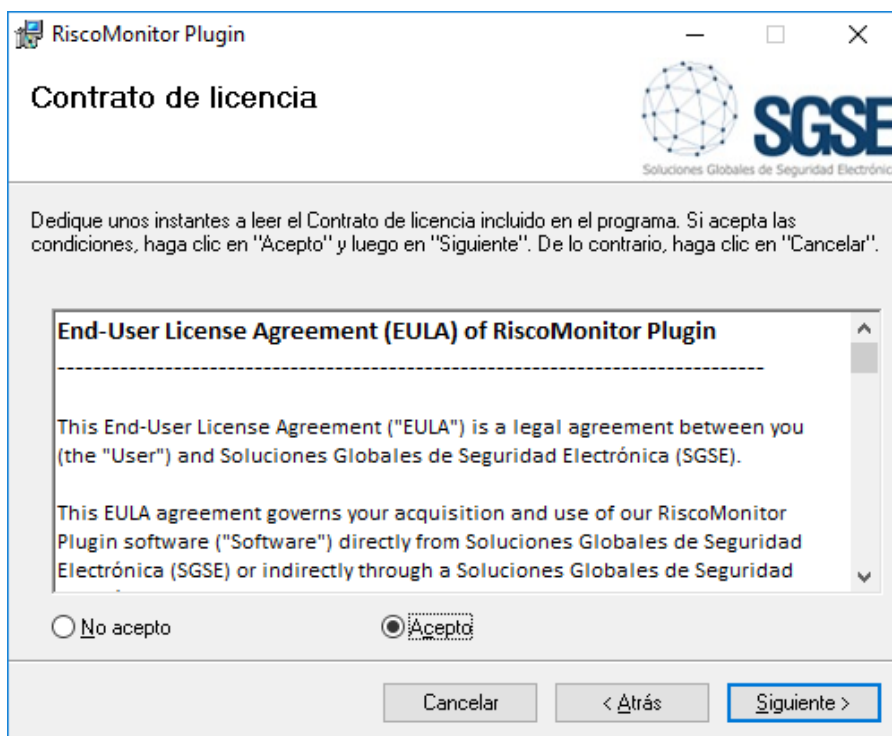 RiscoMonitor Plugin
Contrato de licencia
SGSE
Soluciones Globales de Seguridad Electrónic
Dedique unos instantes a leer el Contrato de licencia incluido en el programa. Si acepta las
condiciones, haga clic en "Acepto" y luego en "Siguiente". De lo contrario, haga clic en "Cancelar".
End-User License Agreement (EULA) of RiscoMonitor Plugin
--------------------------------------------------------------------------------
This End-User License Agreement ("EULA") is a legal agreement between you
(the "User") and Soluciones Globales de Seguridad Electrónica (SGSE).
This EULA agreement governs your acquisition and use of our RiscoMonitor
Plugin software ("Software") directly from Soluciones Globales de Seguridad
Electrónica (SGSE) or indirectly through a Soluciones Globales de Seguridad
No acepto
Acepto
Cancelar
< Atrás
Siguiente >